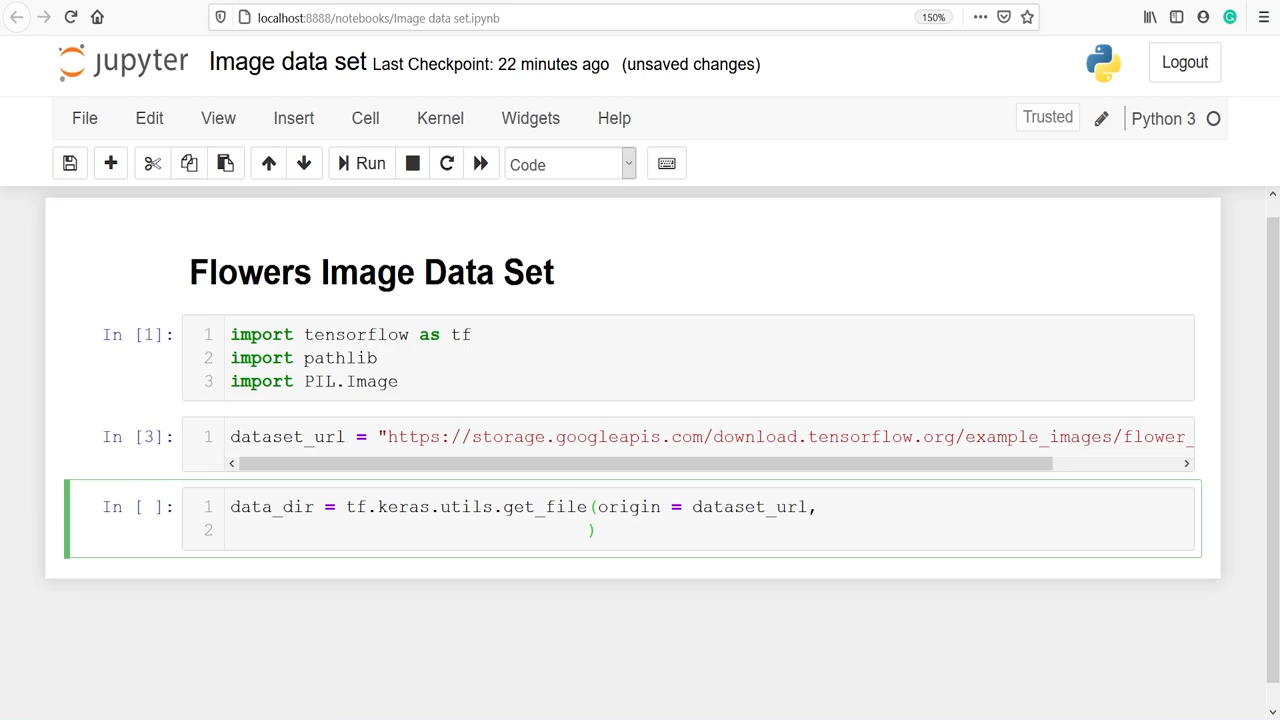 localhost:8888/notebooks/Image data set.ipynb
150%
jupyter Image data set Last Checkpoint: 22 minutes ago (unsaved changes)
Logout
File Edit View Insert Cell Kernel Widgets Help
Trusted Python 3
Run Code
Flowers Image Data Set
In [1]: 1 import tensorflow as tf
2 import pathlib
3 import PIL.Image
In [3]: 1 dataset_url = "https://storage.googleapis.com/download.tensorflow.org/example_images/flower_
In [ ]: 1 data_dir = tf.keras.utils.get_file(origin = dataset_url,
2 )